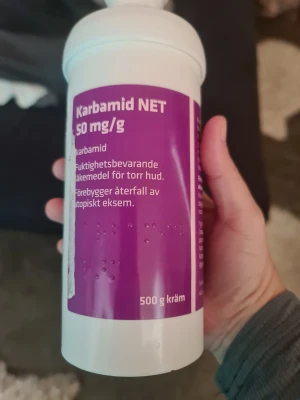 Karbamid NET
50 mg/g
karbamid
Fuktighetsbevarande
läkemedel för torr hud.
Förebygger återfall av
atopiskt eksem.
500 g kräm